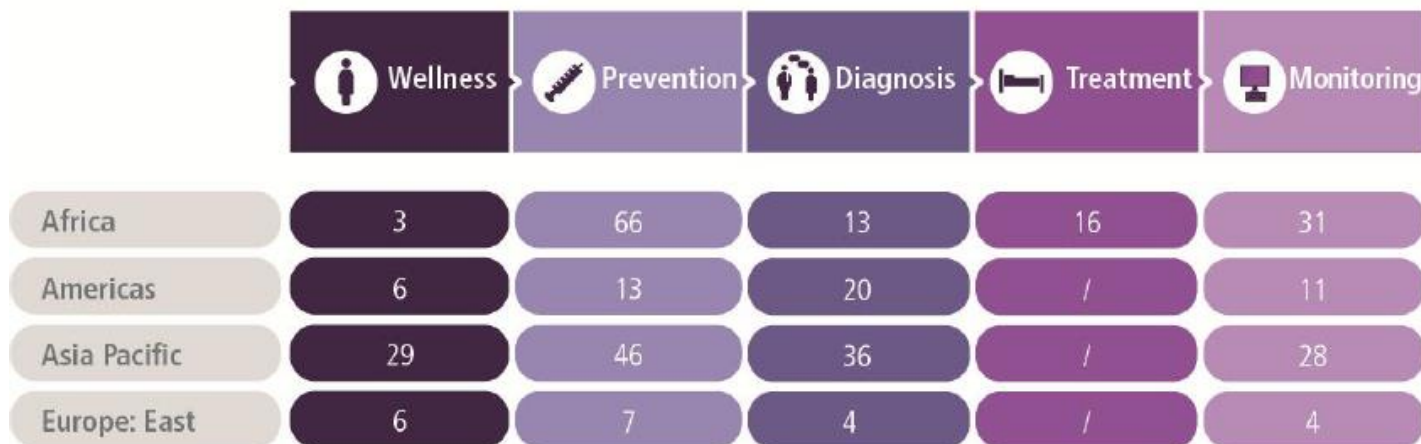 Wellness Prevention Diagnosis Treatment Monitoring
Africa 3 66 13 16 31
Americas 6 13 20 / 11
Asia Pacific 29 46 36 / 28
Europe: East 6 7 4 / 4